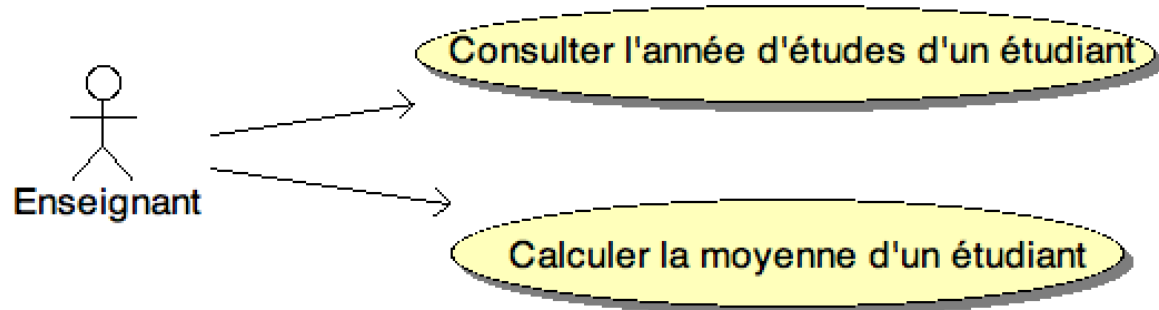 Consulter l'année d'études d'un étudiant
Enseignant
Calculer la moyenne d'un étudiant